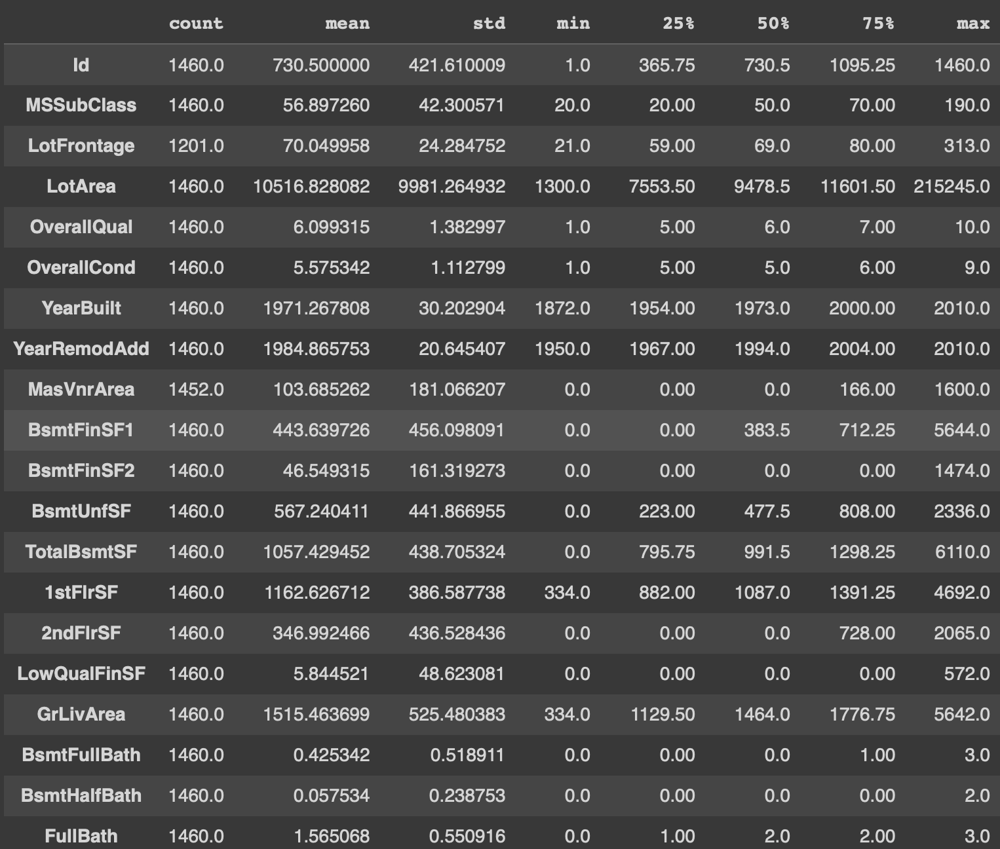 count mean std min 25% 50% 75% max
Id 1460.0 730.500000 421.610009 1.0 365.75 730.5 1095.25 1460.0
MSSubClass 1460.0 56.897260 42.300571 20.0 20.00 50.0 70.00 190.0
LotFrontage 1201.0 70.049958 24.284752 21.0 59.00 69.0 80.00 313.0
LotArea 1460.0 10516.828082 9981.264932 1300.0 7553.50 9478.5 11601.50 215245.0
OverallQual 1460.0 6.099315 1.382997 1.0 5.00 6.0 7.00 10.0
OverallCond 1460.0 5.575342 1.112799 1.0 5.00 5.0 6.00 9.0
YearBuilt 1460.0 1971.267808 30.202904 1872.0 1954.00 1973.0 2000.00 2010.0
YearRemodAdd 1460.0 1984.865753 20.645407 1950.0 1967.00 1994.0 2004.00 2010.0
MasVnrArea 1452.0 103.685262 181.066207 0.0 0.00 0.0 166.00 1600.0
BsmtFinSF1 1460.0 443.639726 456.098091 0.0 0.00 383.5 712.25 5644.0
BsmtFinSF2 1460.0 46.549315 161.319273 0.0 0.00 0.0 0.00 1474.0
BsmtUnfSF 1460.0 567.240411 441.866955 0.0 223.00 477.5 808.00 2336.0
TotalBsmtSF 1460.0 1057.429452 438.705324 0.0 795.75 991.5 1298.25 6110.0
1stFlrSF 1460.0 1162.626712 386.587738 334.0 882.00 1087.0 1391.25 4692.0
2ndFlrSF 1460.0 346.992466 436.528436 0.0 0.00 0.0 728.00 2065.0
LowQualFinSF 1460.0 5.844521 48.623081 0.0 0.00 0.0 0.00 572.0
GrLivArea 1460.0 1515.463699 525.480383 334.0 1129.50 1464.0 1776.75 5642.0
BsmtFullBath 1460.0 0.425342 0.518911 0.0 0.00 0.0 1.00 3.0
BsmtHalfBath 1460.0 0.057534 0.238753 0.0 0.00 0.0 0.00 2.0
FullBath 1460.0 1.565068 0.550916 0.0 1.00 2.0 2.00 3.0